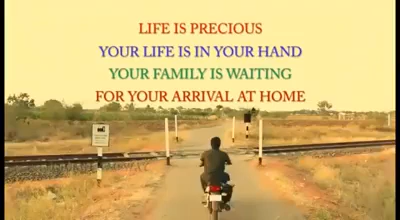 LIFE IS PRECIOUS
YOUR LIFE IS IN YOUR HAND
YOUR FAMILY IS WAITING
FOR YOUR ARRIVAL AT HOME